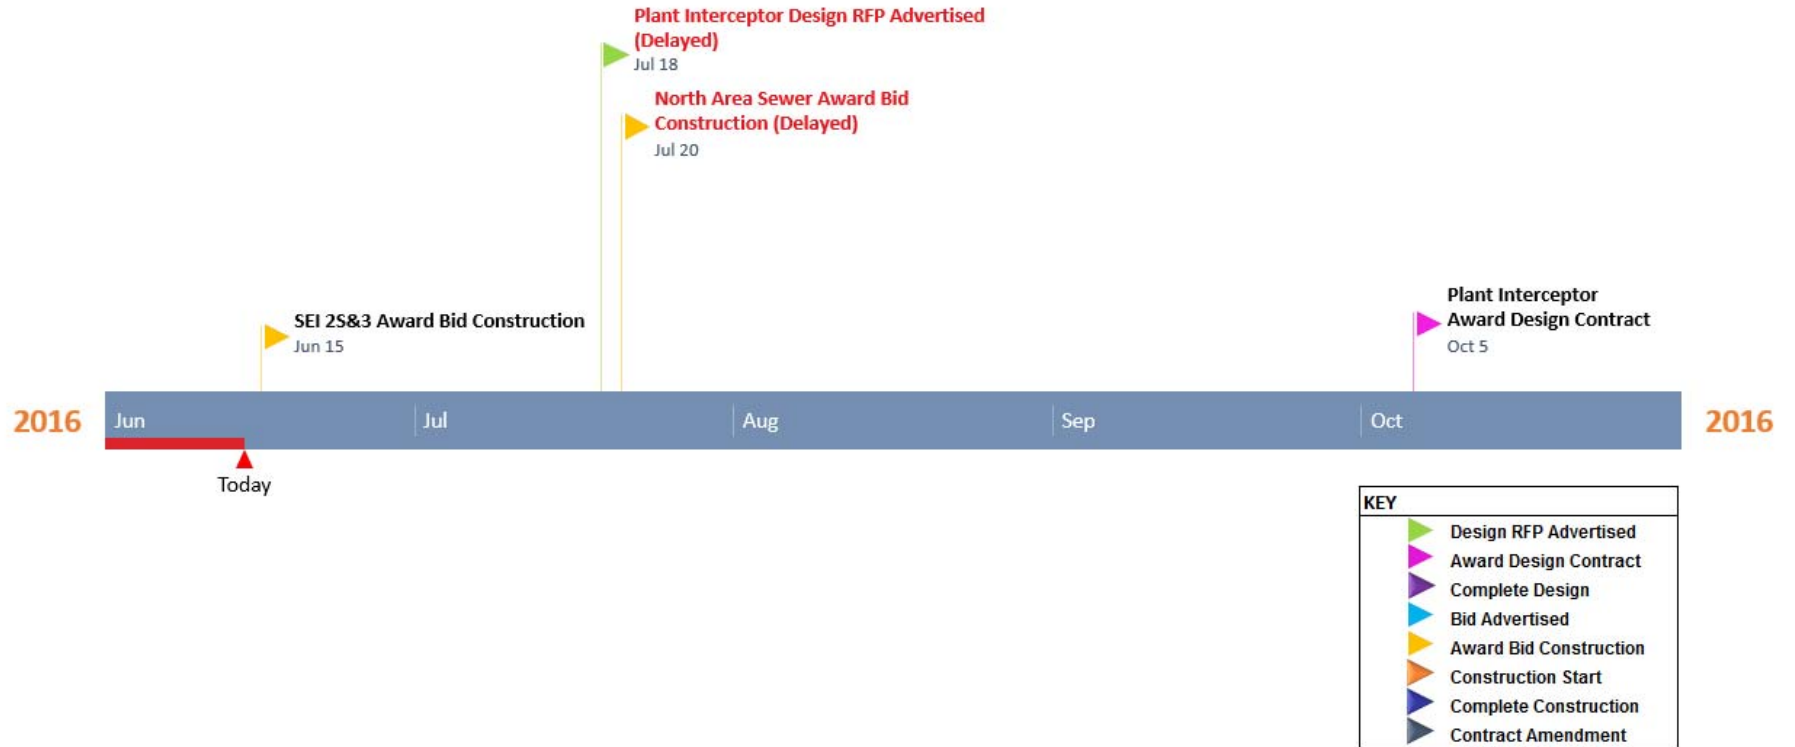 Plant Interceptor Design RFP Advertised
(Delayed)
Jul 18
North Area Sewer Award Bid
Construction (Delayed)
Jul 20
SEI 2S&3 Award Bid Construction
Jun 15
Plant Interceptor
Award Design Contract
Oct 5
2016 Jun Jul Aug Sep Oct 2016
Today
KEY
Design RFP Advertised
Award Design Contract
Complete Design
Bid Advertised
Award Bid Construction
Construction Start
Complete Construction
Contract Amendment